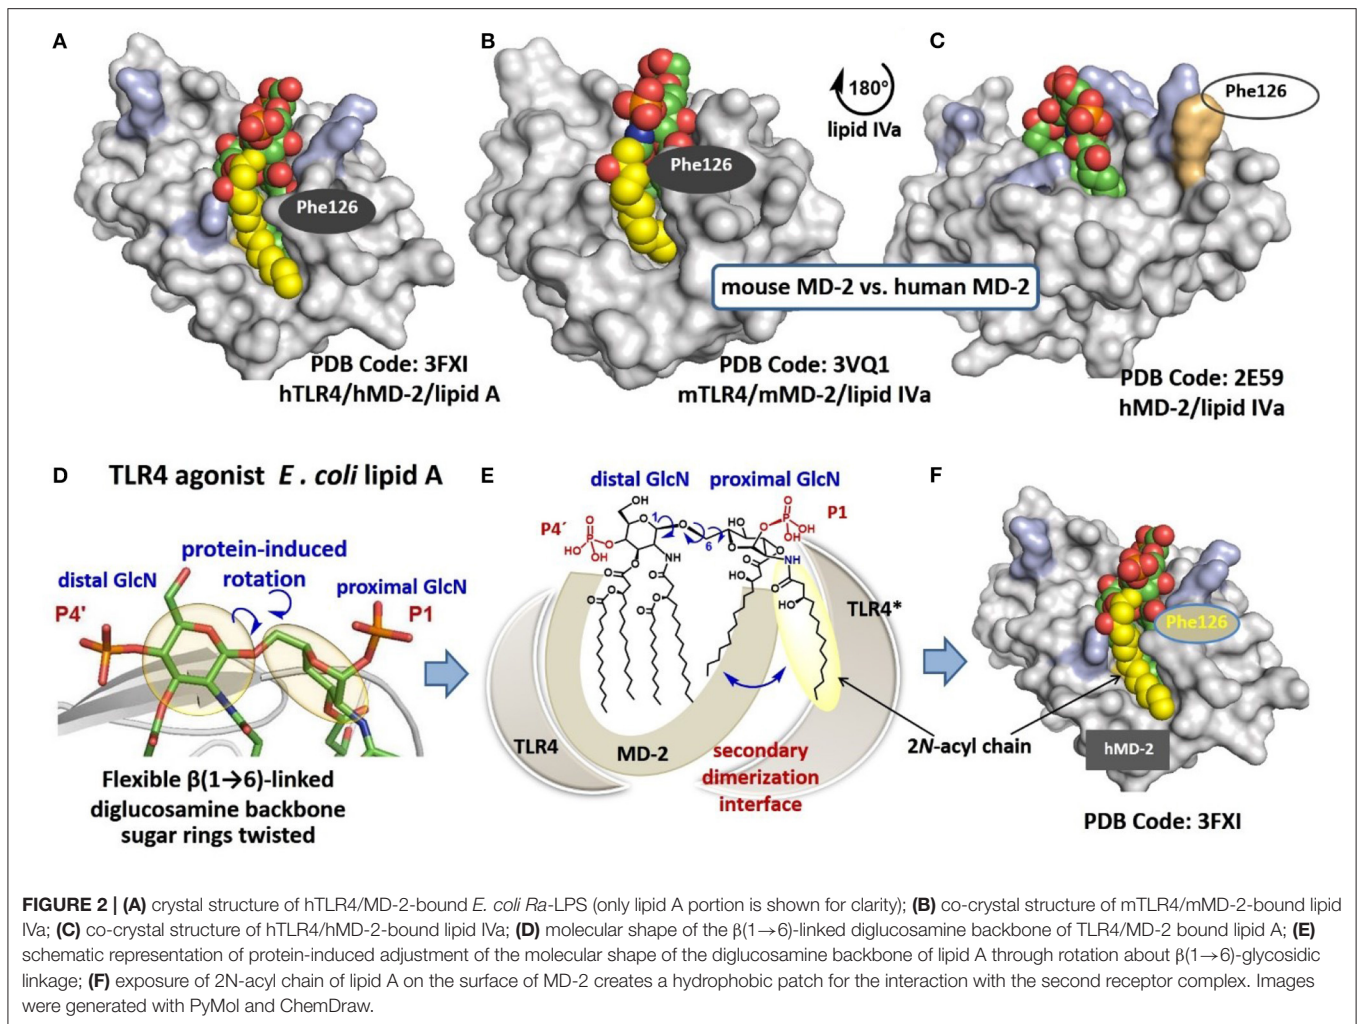 A
B
C
Phe126
Phe126
180°
lipid IVa
Phe126
mouse MD-2 vs. human MD-2
PDB Code: 3FXI
hTLR4/hMD-2/lipid A
PDB Code: 3VQ1
mTLR4/mMD-2/lipid IVa
PDB Code: 2E59
hMD-2/lipid IVa
D
TLR4 agonist E . coli lipid A
protein-induced
rotation
distal GlcN
proximal GlcN
P4'
P1
Flexible β(1→6)-linked
diglucosamine backbone
sugar rings twisted
E
distal GlcN
proximal GlcN
P4´
P1
OH
HO
O
1
6
NH
NH
HO
TLR4
MD-2
TLR4*
secondary
dimerization
interface
2N-acyl chain
F
Phe126
hMD-2
PDB Code: 3FXI
FIGURE 2 | (A) crystal structure of hTLR4/MD-2-bound E. coli Ra-LPS (only lipid A portion is shown for clarity); (B) co-crystal structure of mTLR4/mMD-2-bound lipid
IVa; (C) co-crystal structure of hTLR4/hMD-2-bound lipid IVa; (D) molecular shape of the β(1→6)-linked diglucosamine backbone of TLR4/MD-2 bound lipid A; (E)
schematic representation of protein-induced adjustment of the molecular shape of the diglucosamine backbone of lipid A through rotation about β(1→6)-glycosidic
linkage; (F) exposure of 2N-acyl chain of lipid A on the surface of MD-2 creates a hydrophobic patch for the interaction with the second receptor complex. Images
were generated with PyMol and ChemDraw.